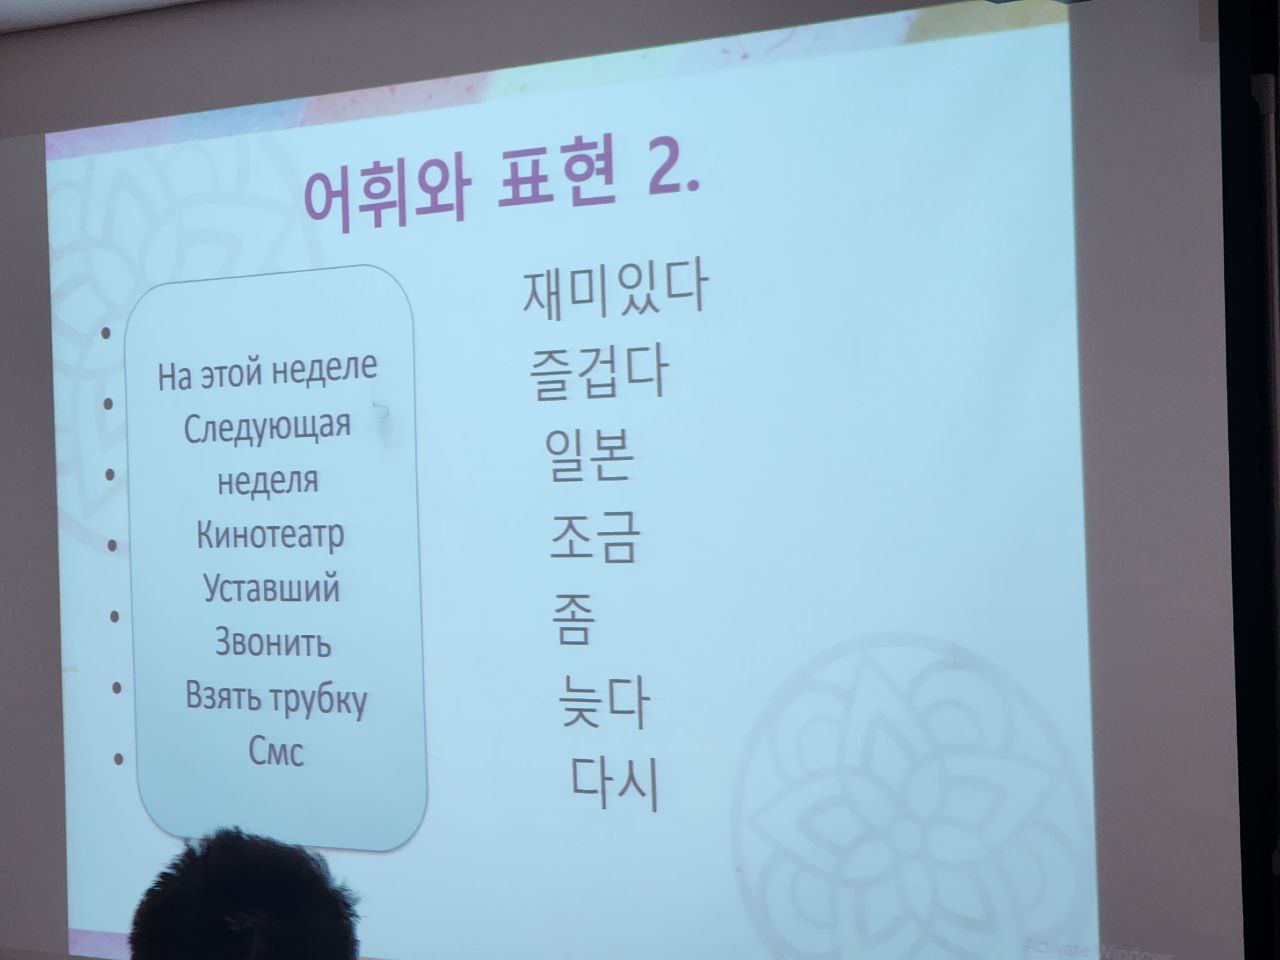 어휘와 표현 2.
На этой неделе
Следующая
неделя
Кинотеатр
Уставший
Звонить
Взять трубку
Смс
재미있다
즐겁다
일본
조금
좀
늦다
다시
Activate Windows